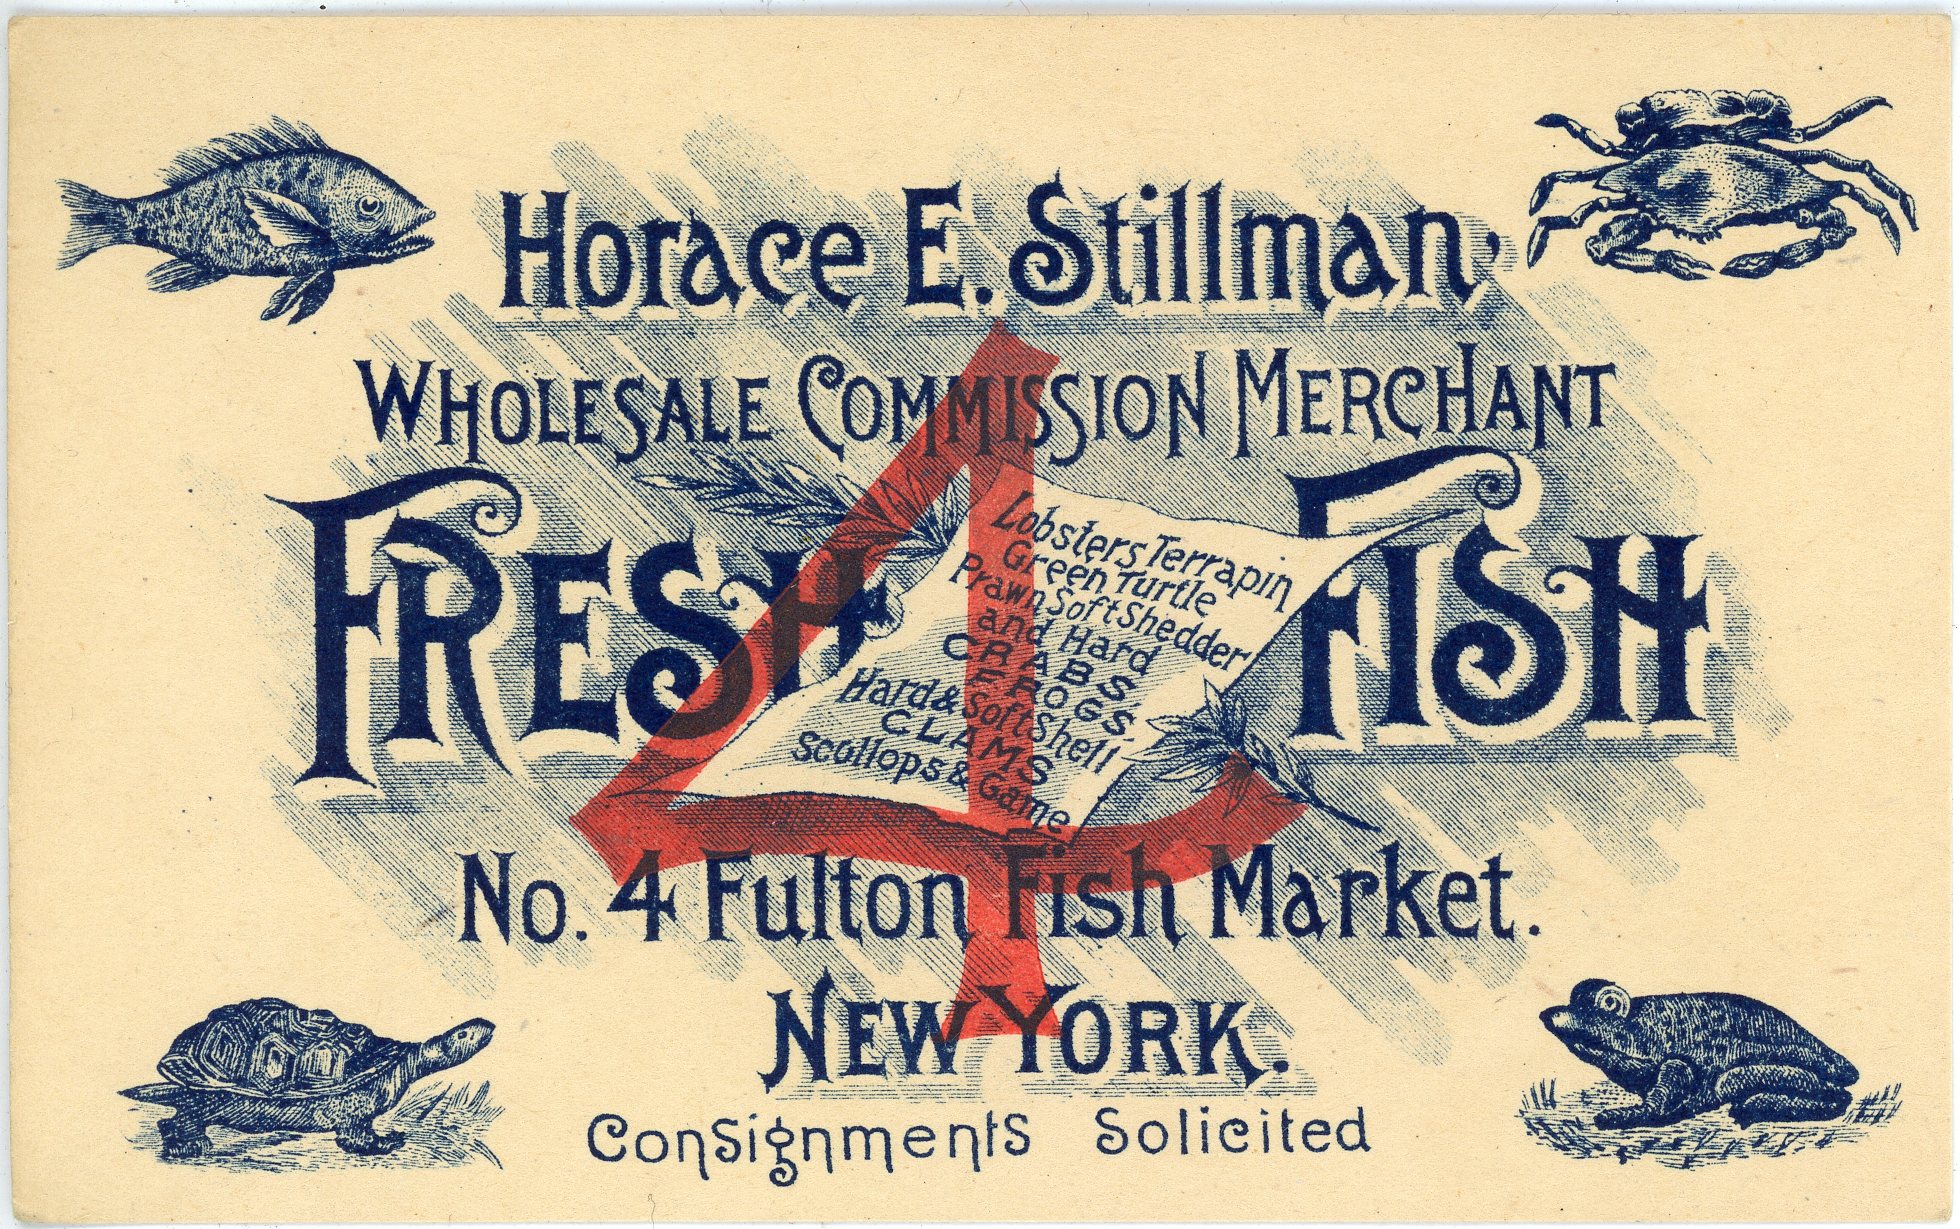 Horace E. Stillman,
WHOLESALE COMMISSION MERCHANT
FRESH FISH
Lobsters Terrapin
Green Turtle
Prawn Soft Shedder
and Hard
CRABS
FROGS.
Hard & Soft Shell
CLAMS
Scollops & Game
4
No. 4 Fulton Fish Market.
NEW YORK.
Consignments Solicited